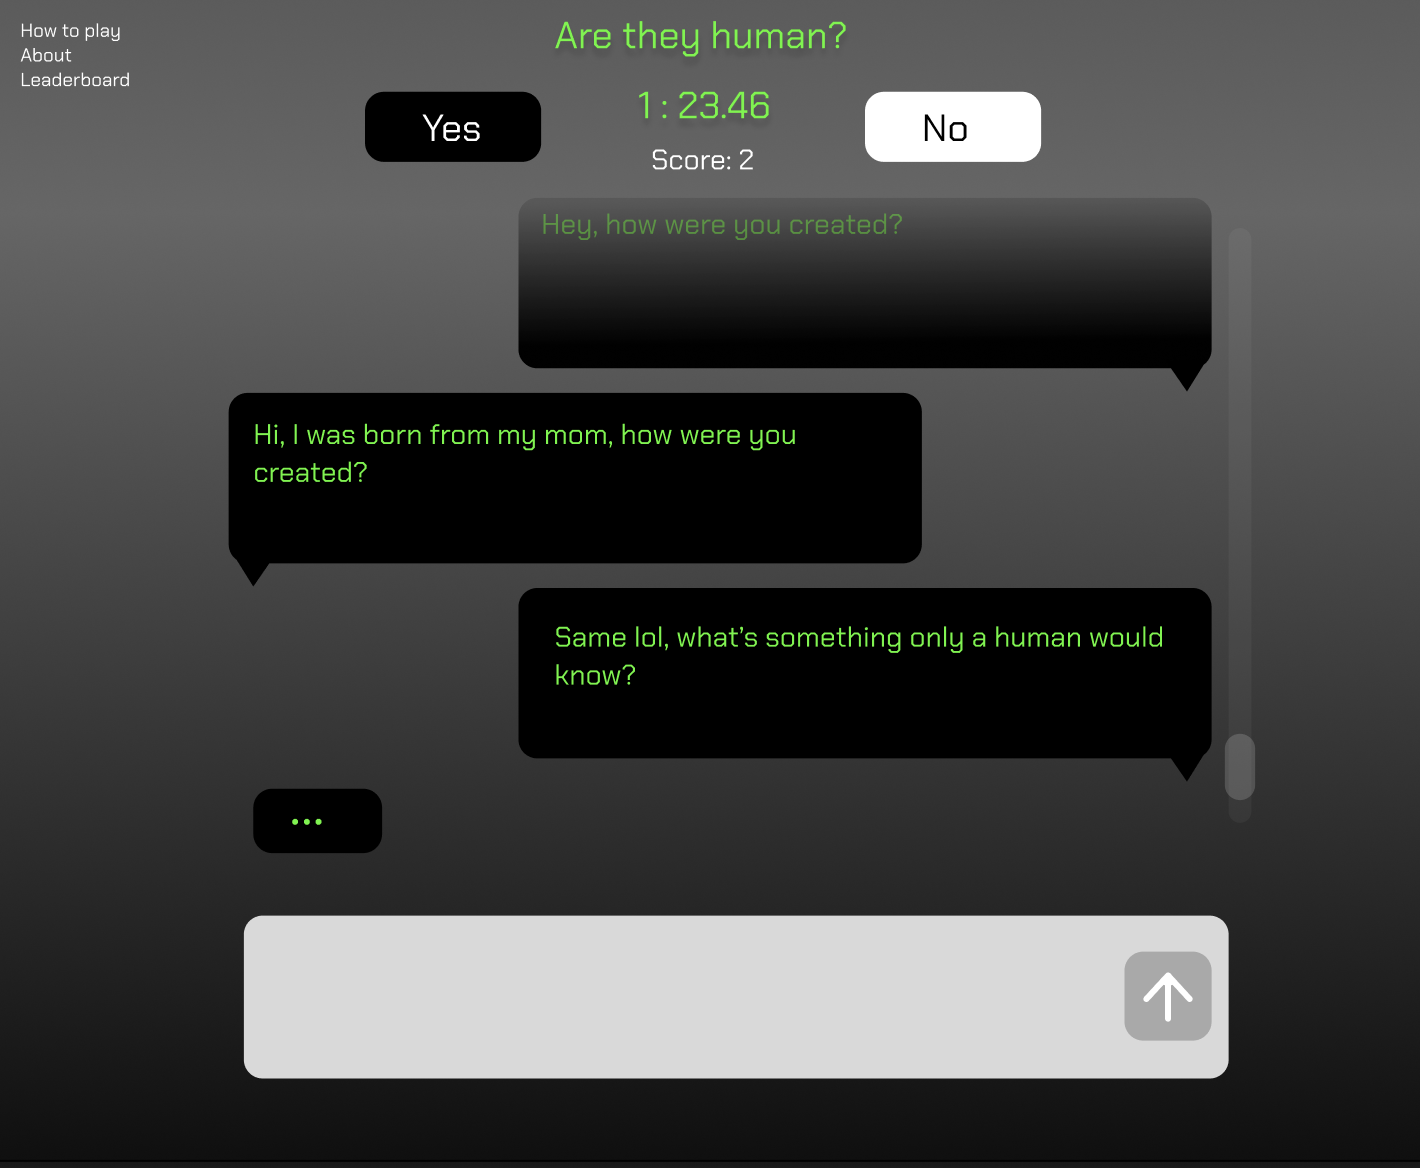 How to play
About
Leaderboard
Are they human?
Yes
1 : 23.46
No
Score: 2
Hey, how were you created?
Hi, I was born from my mom, how were you
created?
Same lol, what’s something only a human would
know?
...